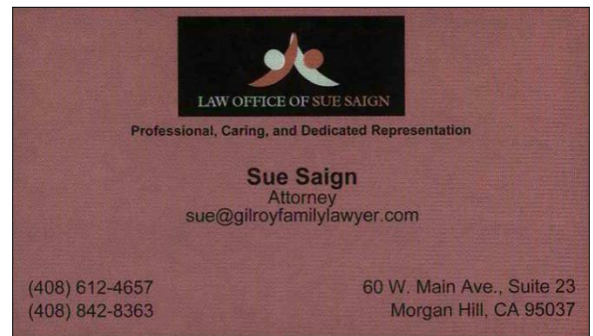 LAW OFFICE OF SUE SAIGN
Professional, Caring, and Dedicated Representation
Sue Saign
Attorney
sue@gilroyfamilylawyer.com
(408) 612-4657
(408) 842-8363
60 W. Main Ave., Suite 23
Morgan Hill, CA 95037